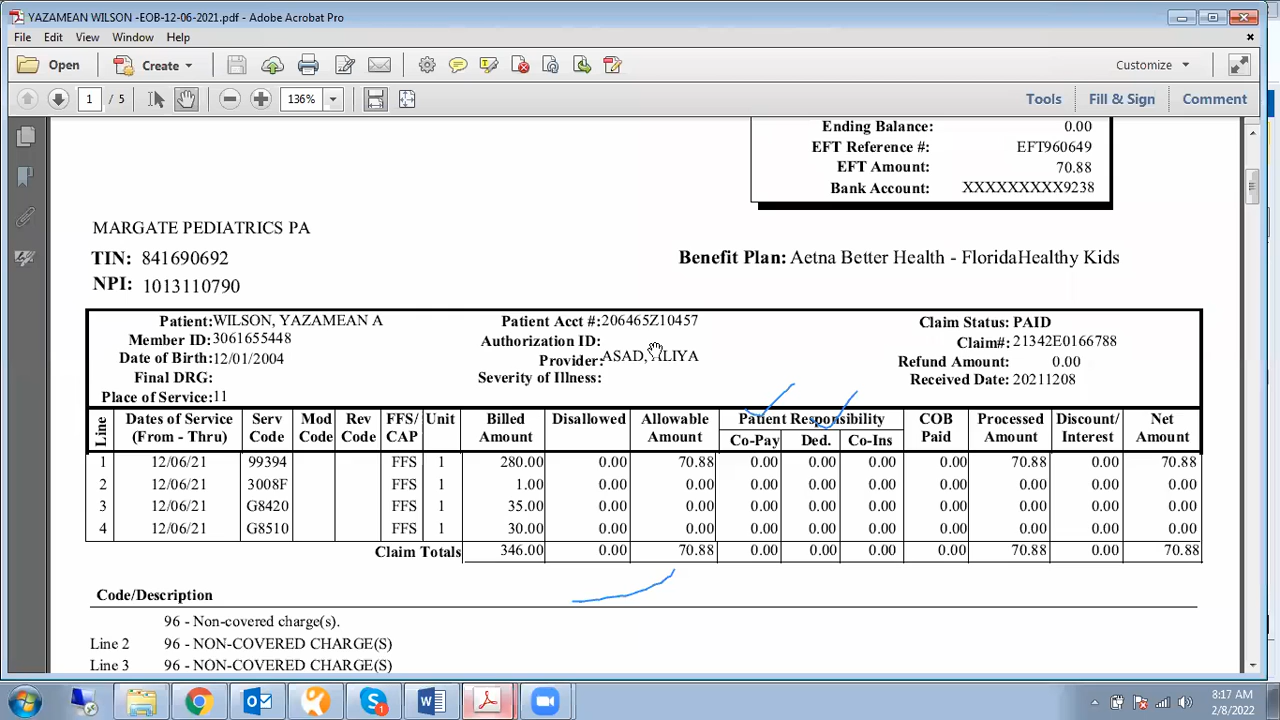 YAZAMEAN WILSON -EOB-12-06-2021.pdf - Adobe Acrobat Pro
File Edit View Window Help
Open Create Customize
1 / 5 136% Tools Fill & Sign Comment
Ending Balance: 0.00
EFT Reference #: EFT960649
EFT Amount: 70.88
Bank Account: XXXXXXXXX9238
MARGATE PEDIATRICS PA
TIN: 841690692 Benefit Plan: Aetna Better Health - FloridaHealthy Kids
NPI: 1013110790
Patient: WILSON, YAZAMEAN A Patient Acct #: 206465Z10457 Claim Status: PAID
Member ID: 3061655448 Authorization ID: Claim#: 21342E0166788
Date of Birth: 12/01/2004 Provider: ASAD, ALIYA Refund Amount: 0.00
Final DRG: Severity of Illness: Received Date: 20211208
Place of Service: 11
Line Dates of Service (From - Thru) Serv Code Mod Code Rev Code FFS/ CAP Unit Billed Amount Disallowed Allowable Amount Patient Responsibility Co-Pay Ded. Co-Ins COB Paid Processed Amount Discount/ Interest Net Amount
1 12/06/21 99394 FFS 1 280.00 0.00 70.88 0.00 0.00 0.00 0.00 70.88 0.00 70.88
2 12/06/21 3008F FFS 1 1.00 0.00 0.00 0.00 0.00 0.00 0.00 0.00 0.00 0.00
3 12/06/21 G8420 FFS 1 35.00 0.00 0.00 0.00 0.00 0.00 0.00 0.00 0.00 0.00
4 12/06/21 G8510 FFS 1 30.00 0.00 0.00 0.00 0.00 0.00 0.00 0.00 0.00 0.00
Claim Totals 346.00 0.00 70.88 0.00 0.00 0.00 0.00 70.88 0.00 70.88
Code/Description
96 - Non-covered charge(s).
Line 2 96 - NON-COVERED CHARGE(S)
Line 3 96 - NON-COVERED CHARGE(S)
8:17 AM
2/8/2022